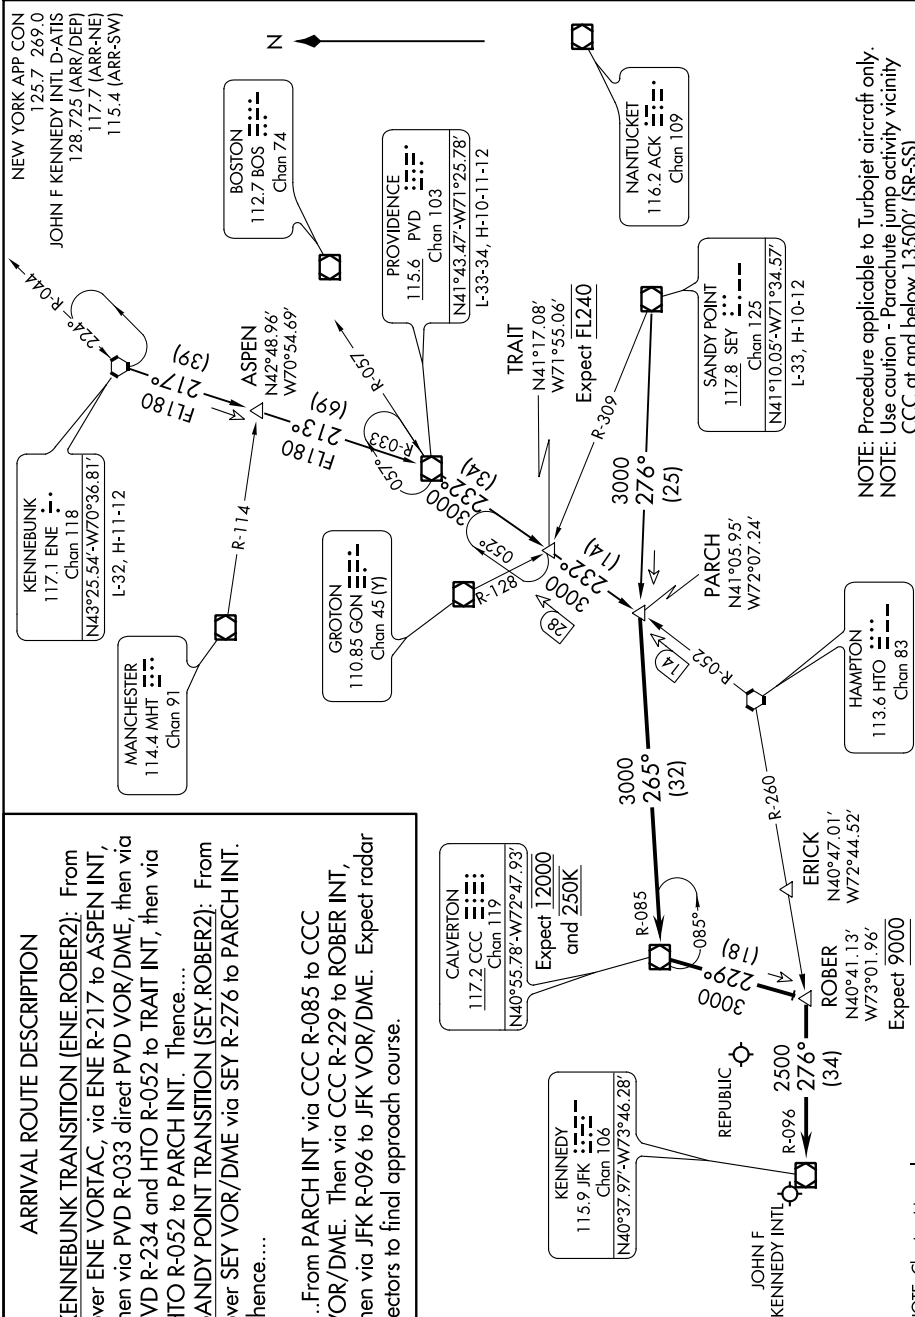 NEW YORK APP CON
125.7 269.0
JOHN F KENNEDY INTL D-ATIS
128.725 (ARR/DEP)
117.7 (ARR-NE)
115.4 (ARR-SW)
ARRIVAL ROUTE DESCRIPTION
KENNEBUNK TRANSITION (ENE.ROBER2): From
over ENE VORTAC, via ENE R-217 to ASPEN INT,
then via PVD R-033 direct PVD VOR/DME, then via
PVD R-234 and HTO R-052 to TRAIT INT, then via
HTO R-052 to PARCH INT. Thence....
SANDY POINT TRANSITION (SEY.ROBER2): From
over SEY VOR/DME via SEY R-276 to PARCH INT.
Thence....
...From PARCH INT via CCC R-085 to CCC
VOR/DME. Then via CCC R-229 to ROBER INT,
then via JFK R-096 to JFK VOR/DME. Expect radar
vectors to final approach course.
KENNEBUNK
117.1 ENE
Chan 118
N43°25.54'-W70°36.81'
L-32, H-11-12
224°
R-044
FL180
217°
(39)
MANCHESTER
114.4 MHT
Chan 91
R-114
ASPEN
N42°48.96'
W70°54.69'
FL180
213°
(69)
BOSTON
112.7 BOS
Chan 74
N
PROVIDENCE
115.6 PVD
Chan 103
N41°43.47'-W71°25.78'
L-33-34, H-10-11-12
R-057
R-033
057°
3000
232°
(34)
GROTON
110.85 GON
Chan 45 (Y)
R-128
052°
TRAIT
N41°17.08'
W71°55.06'
Expect FL240
R-309
NANTUCKET
116.2 ACK
Chan 109
SANDY POINT
117.8 SEY
Chan 125
N41°10.05'-W71°34.57'
L-33, H-10-12
3000
276°
(25)
3000
232°
(14)
28
14
PARCH
N41°05.95'
W72°07.24'
R-052
HAMPTON
113.6 HTO
Chan 83
3000
265°
(32)
R-260
CALVERTON
117.2 CCC
Chan 119
N40°55.78'-W72°47.93'
Expect 12000
and 250K
R-085
085°
3000
229°
(18)
ERICK
N40°47.01'
W72°44.52'
ROBER
N40°41.13'
W73°01.96'
Expect 9000
2500
276°
(34)
R-096
REPUBLIC
KENNEDY
115.9 JFK
Chan 106
N40°37.97'-W73°46.28'
JOHN F
KENNEDY INTL
NOTE: Procedure applicable to Turbojet aircraft only.
NOTE: Use caution - Parachute jump activity vicinity
CCC at and below 13500' (SR-SS)